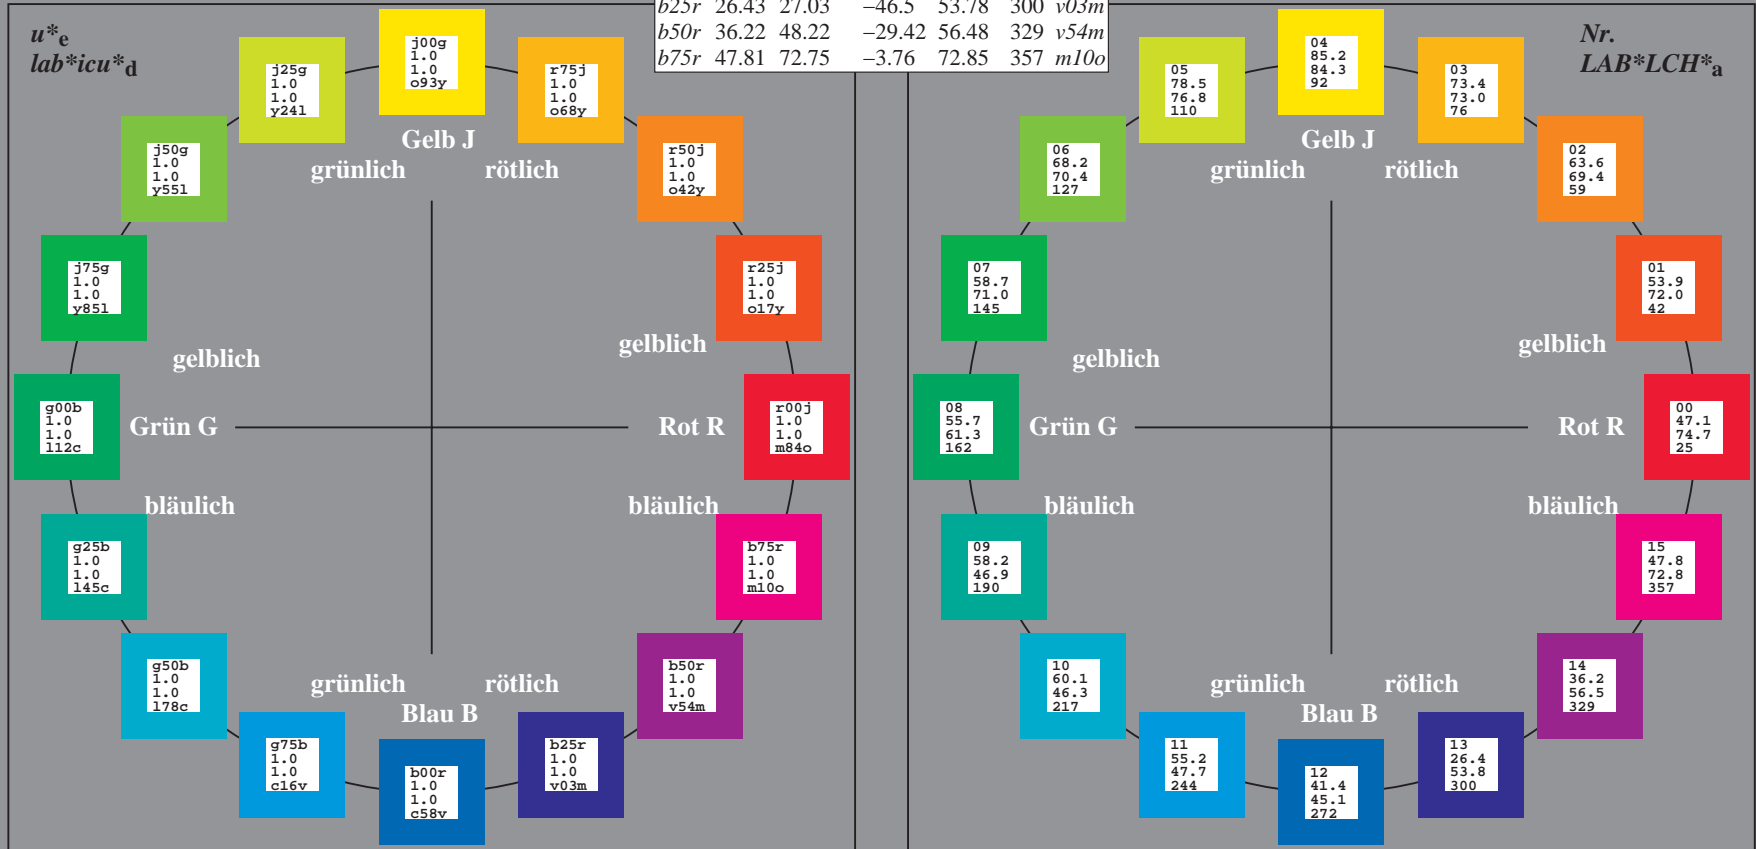 b25r 26.43 27.03 −46.5 53.78 300 v03m
b50r 36.22 48.22 −29.42 56.48 329 v54m
b75r 47.81 72.75 −3.76 72.85 357 m10o
u*e
lab*icu*d
j00g
1.0
1.0
o93y
r75j
1.0
1.0
o68y
r50j
1.0
1.0
o42y
r25j
1.0
1.0
o17y
r00j
1.0
1.0
m84o
b75r
1.0
1.0
m10o
b50r
1.0
1.0
v54m
b25r
1.0
1.0
v03m
b00r
1.0
1.0
c58v
g75b
1.0
1.0
c16v
g50b
1.0
1.0
l78c
g25b
1.0
1.0
l45c
g00b
1.0
1.0
l12c
j75g
1.0
1.0
y85l
j50g
1.0
1.0
y55l
j25g
1.0
1.0
y24l
Gelb J
grünlich rötlich
gelblich
gelblich
Grün G
Rot R
bläulich
bläulich
grünlich rötlich
Blau B
Nr.
LAB*LCH*a
04
85.2
84.3
92
03
73.4
73.0
76
02
63.6
69.4
59
01
53.9
72.0
42
00
47.1
74.7
25
15
47.8
72.8
357
14
36.2
56.5
329
13
26.4
53.8
300
12
41.4
45.1
272
11
55.2
47.7
244
10
60.1
46.3
217
09
58.2
46.9
190
08
55.7
61.3
162
07
58.7
71.0
145
06
68.2
70.4
127
05
78.5
76.8
110
Gelb J
grünlich rötlich
gelblich
gelblich
Grün G
Rot R
bläulich
bläulich
grünlich rötlich
Blau B